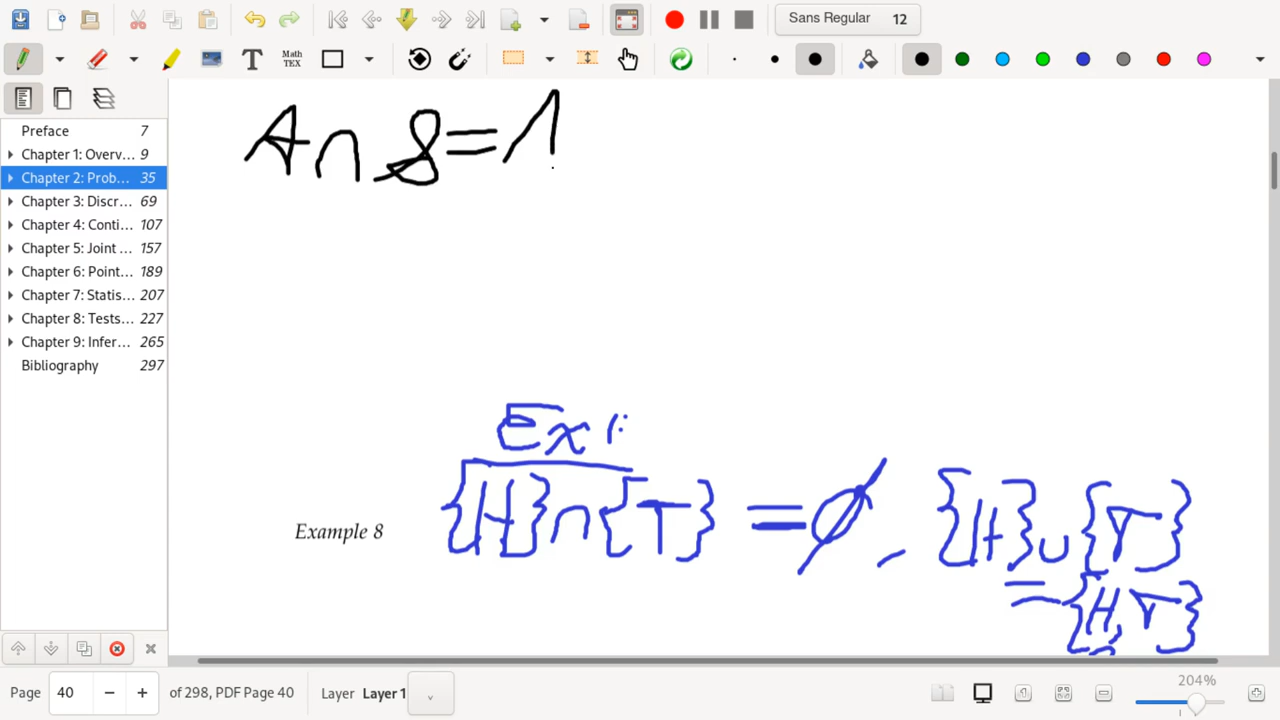 Sans Regular 12
Math
TEX
Preface 7
Chapter 1: Overv... 9
Chapter 2: Prob... 35
Chapter 3: Discr... 69
Chapter 4: Conti... 107
Chapter 5: Joint ... 157
Chapter 6: Point... 189
Chapter 7: Statis... 207
Chapter 8: Tests... 227
Chapter 9: Infer... 265
Bibliography 297
A∩S=
Ex:
Example 8 {H}∩{T} =∅, {H}∪{T}
={H,T}
Page 40 of 298, PDF Page 40 Layer Layer 1 204%